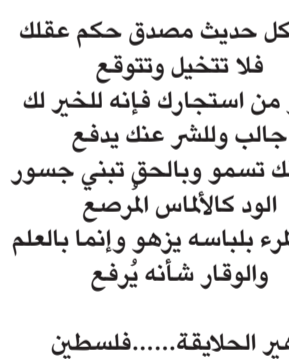 كل حديث مصدق حكم عقلك
فلا تتخيل وتتوقع
من استجارك فإنه للخير لك
جالب وللشر عنك يدفع
تسمو وبالحق تبني جسور
الود كالألماس المُرصع
بلباسه يزهو وإنما بالعلم
والوقار شأنه يُرفع
الحلايقة......فلسطين